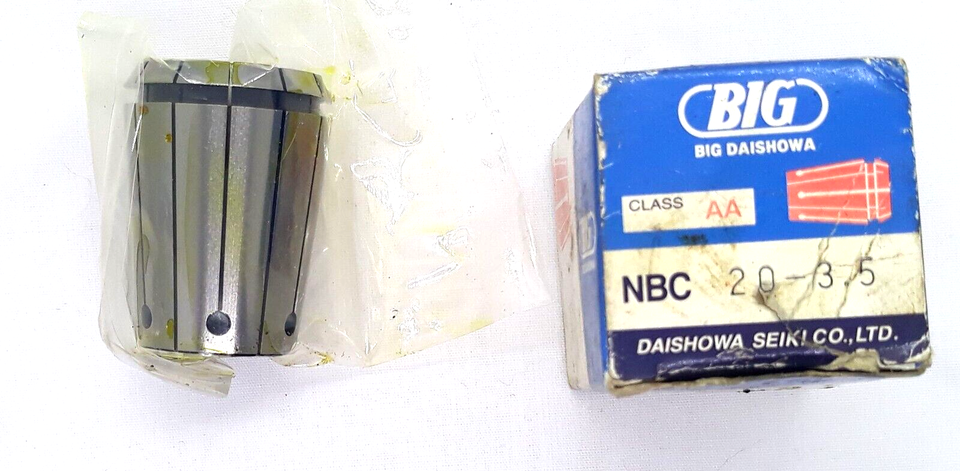 BIG
BIG DAISHOWA
CLASS AA
NBC 20-3.5
DAISHOWA SEIKI CO.,LTD.